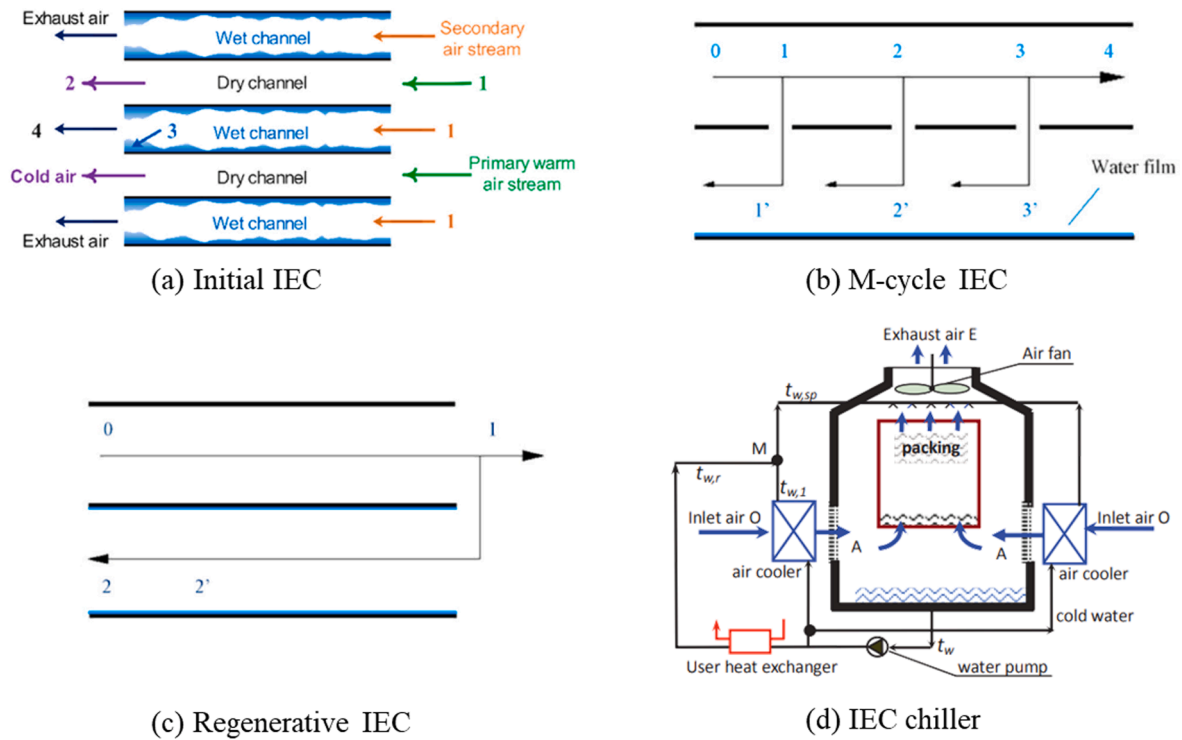 Exhaust air
Wet channel
Secondary
air stream
2
Dry channel
1
4
3
Wet channel
1
Cold air
Dry channel
Primary warm
air stream
Wet channel
1
Exhaust air
(a) Initial IEC
0 1 2 3 4
Water film
1' 2' 3'
(b) M-cycle IEC
0 1
2 2'
(c) Regenerative IEC
Exhaust air E
Air fan
tw,sp
packing
M
tw,r
tw,1
Inlet air O
Inlet air O
A
A
air cooler
air cooler
cold water
tw
User heat exchanger
water pump
(d) IEC chiller